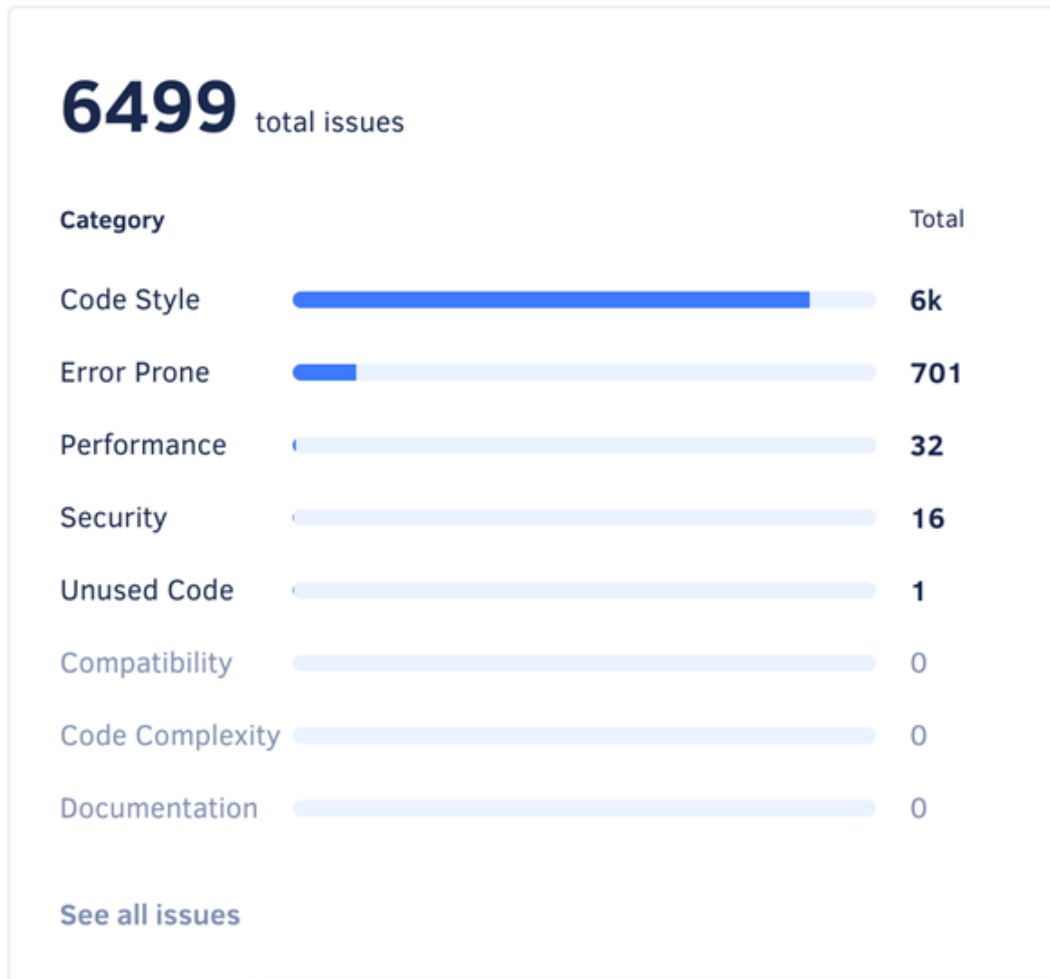 6499 total issues
Category Total
Code Style 6k
Error Prone 701
Performance 32
Security 16
Unused Code 1
Compatibility 0
Code Complexity 0
Documentation 0
See all issues